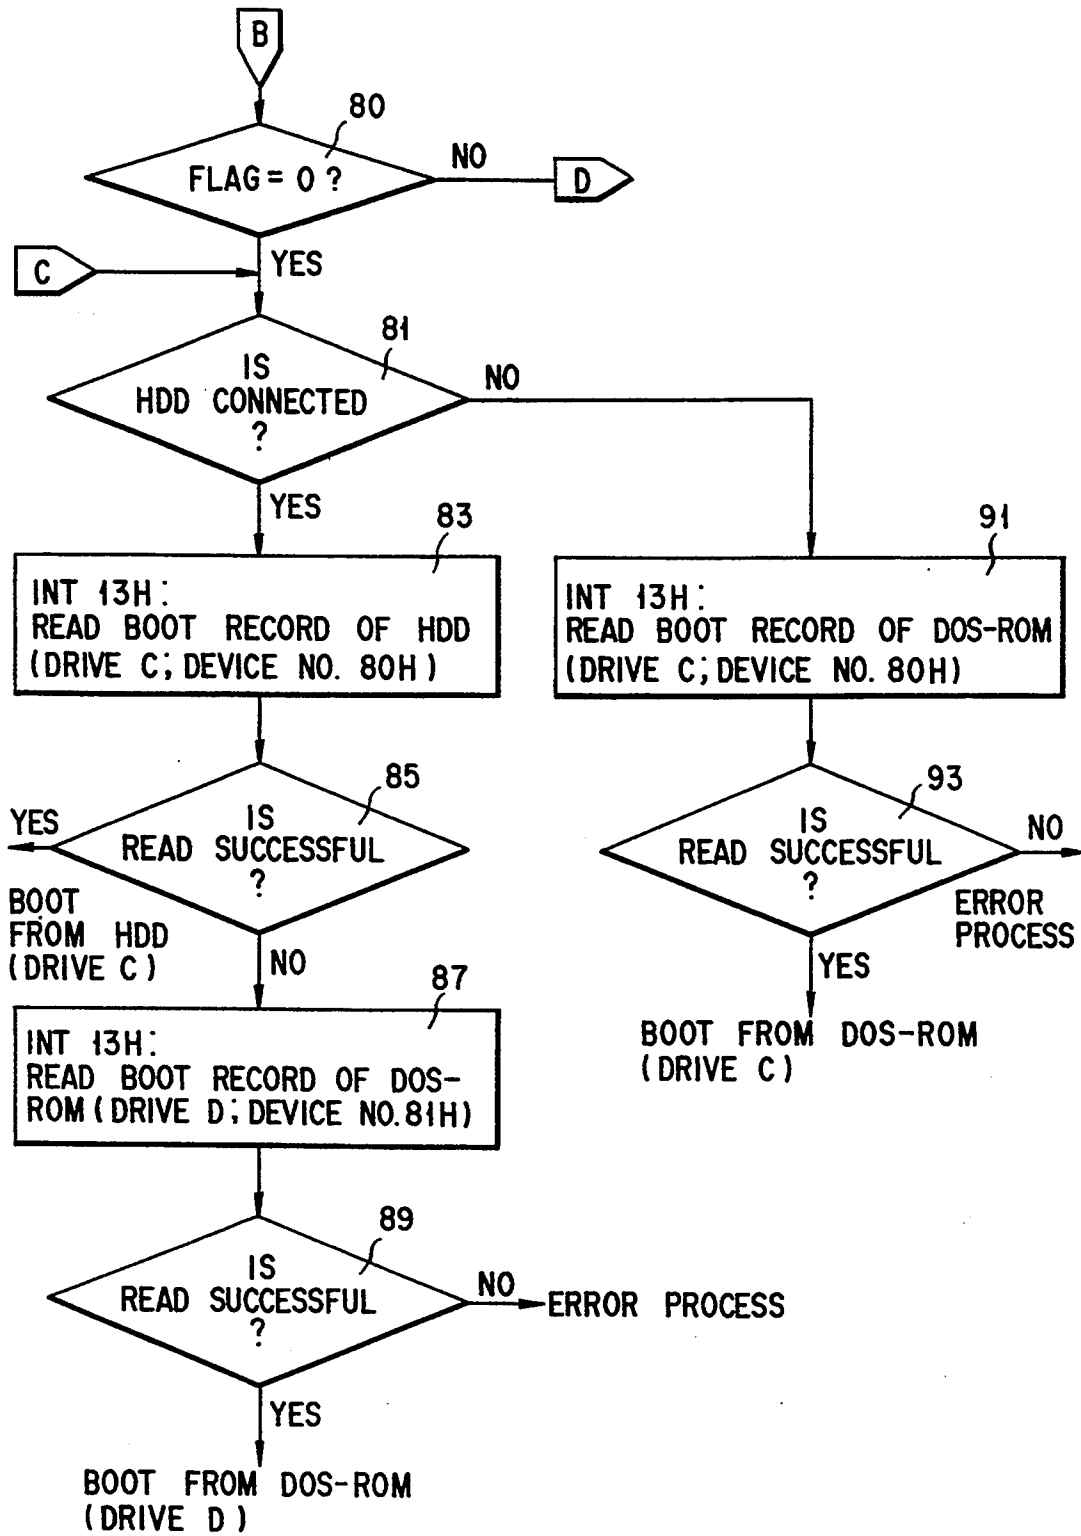 B
80
FLAG = 0 ?
NO
D
YES
C
81
IS
HDD CONNECTED
?
NO
YES
83
INT 13H:
READ BOOT RECORD OF HDD
(DRIVE C; DEVICE NO. 80H)
91
INT 13H:
READ BOOT RECORD OF DOS-ROM
(DRIVE C; DEVICE NO. 80H)
85
IS
READ SUCCESSFUL
?
YES
BOOT
FROM HDD
(DRIVE C)
NO
93
IS
READ SUCCESSFUL
?
NO
ERROR
PROCESS
YES
BOOT FROM DOS-ROM
(DRIVE C)
87
INT 13H:
READ BOOT RECORD OF DOS-
ROM (DRIVE D; DEVICE NO. 81H)
89
IS
READ SUCCESSFUL
?
NO
ERROR PROCESS
YES
BOOT FROM DOS-ROM
(DRIVE D)